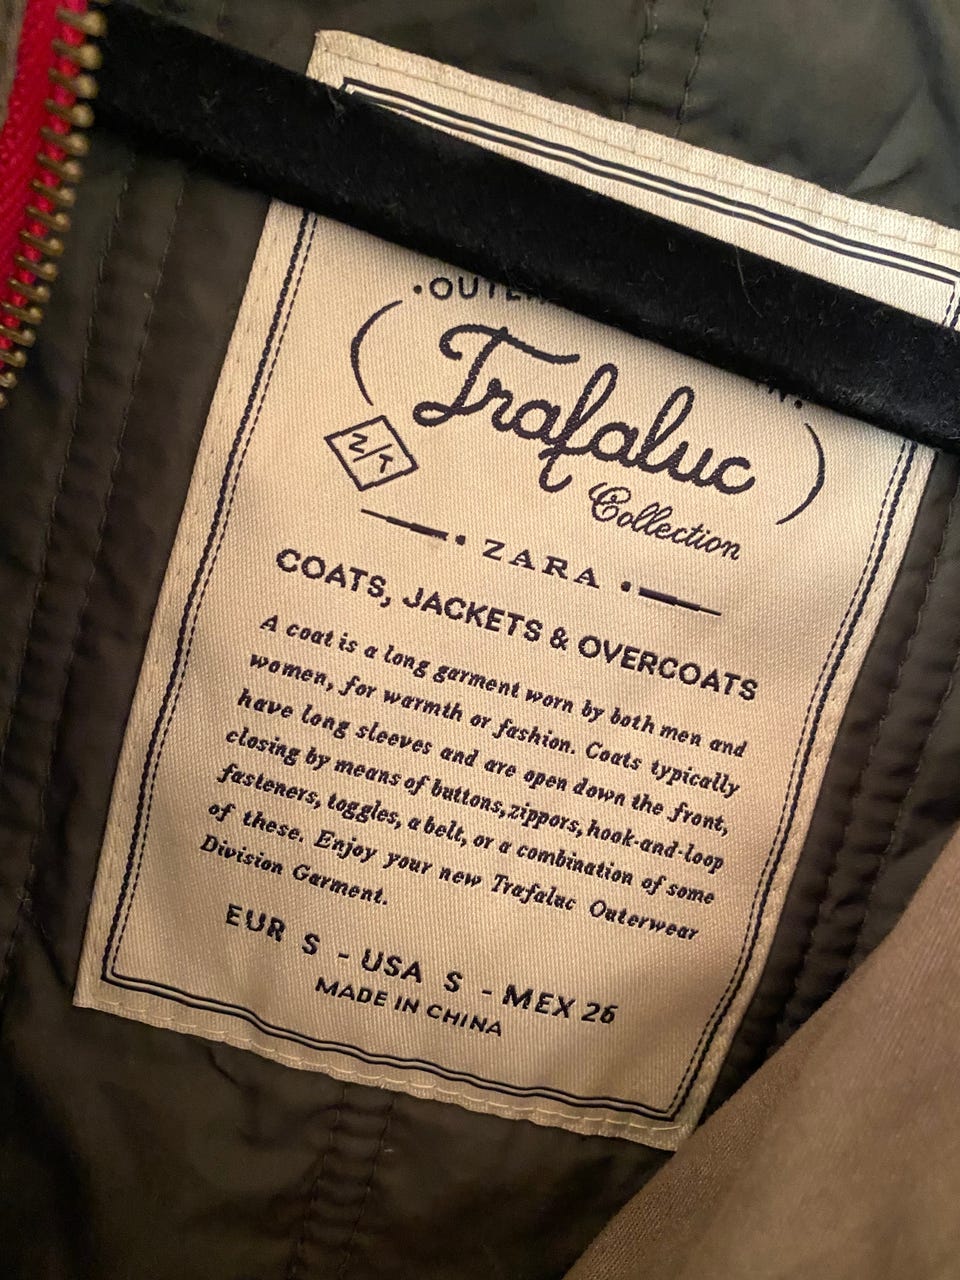 Trafaluc
Z/T
Collection
• ZARA •
COATS, JACKETS & OVERCOATS
A coat is a long garment worn by both men and
women, for warmth or fashion. Coats typically
have long sleeves and are open down the front,
closing by means of buttons,zippors, hook-and-loop
fasteners, toggles, a belt, or a combination of some
of these. Enjoy your new Trafaluc Outerwear
Division Garment.
EUR S - USA S - MEX 26
MADE IN CHINA